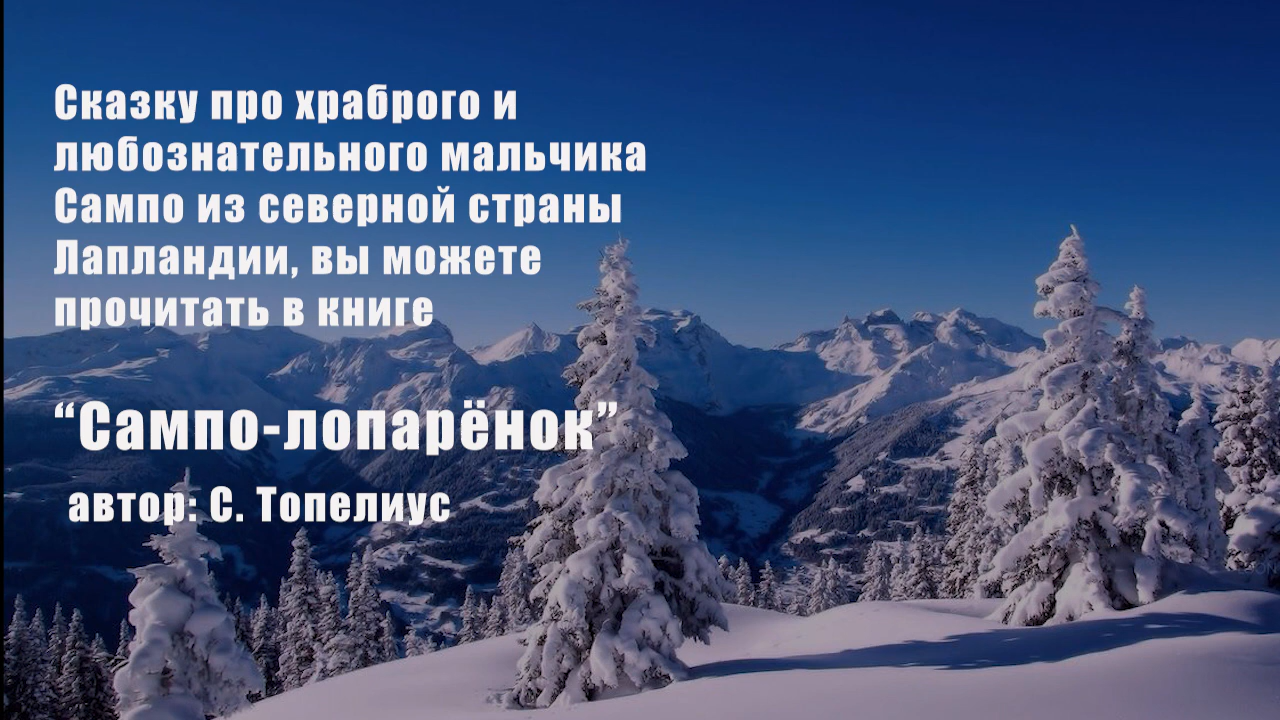 Сказку про храброго и
любознательного мальчика
Сампо из северной страны
Лапландии, вы можете
прочитать в книге
“Сампо-лопарёнок”
автор: С. Топелиус